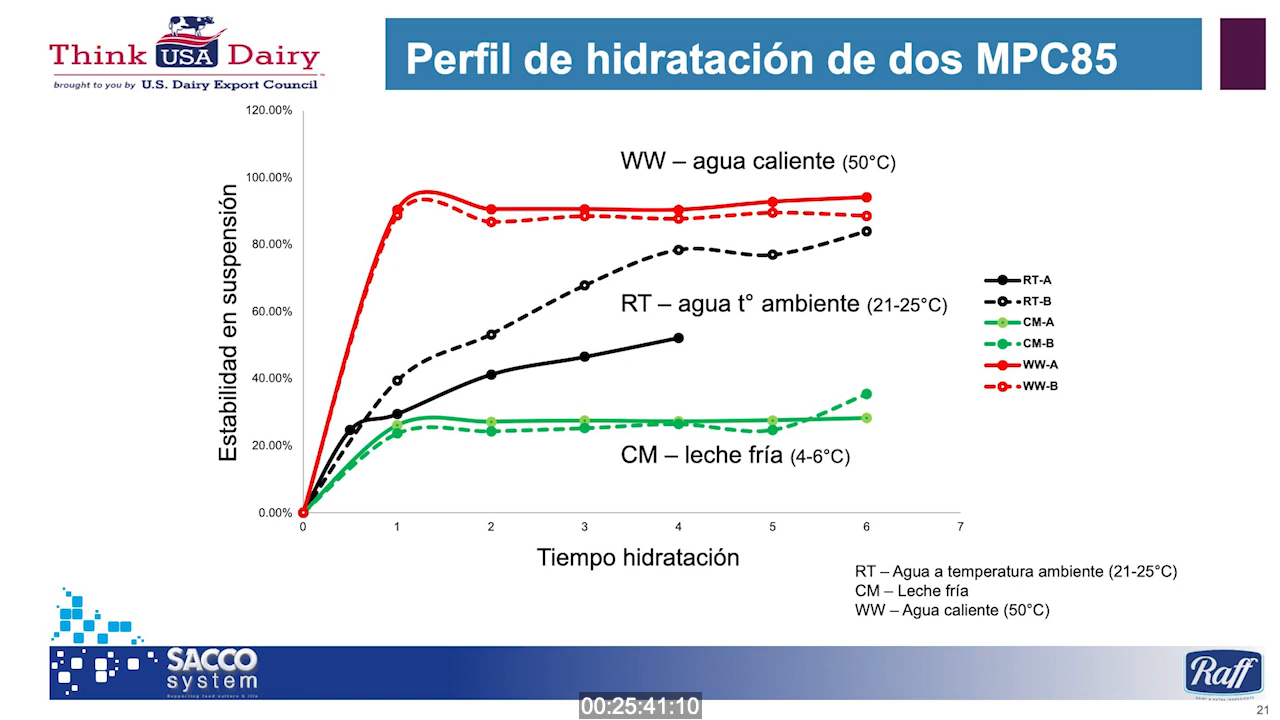 Think USA Dairy
brought to you by U.S. Dairy Export Council
Perfil de hidratación de dos MPC85
120.00%
100.00%
80.00%
60.00%
40.00%
20.00%
0.00%
Estabilidad en suspensión
WW – agua caliente (50°C)
RT – agua t° ambiente (21-25°C)
CM – leche fría (4-6°C)
RT-A
RT-B
CM-A
CM-B
WW-A
WW-B
0 1 2 3 4 5 6 7
Tiempo hidratación
RT – Agua a temperatura ambiente (21-25°C)
CM – Leche fría
WW – Agua caliente (50°C)
SACCO
system
Supporting food culture & life
Raff
00:25:41:10
21